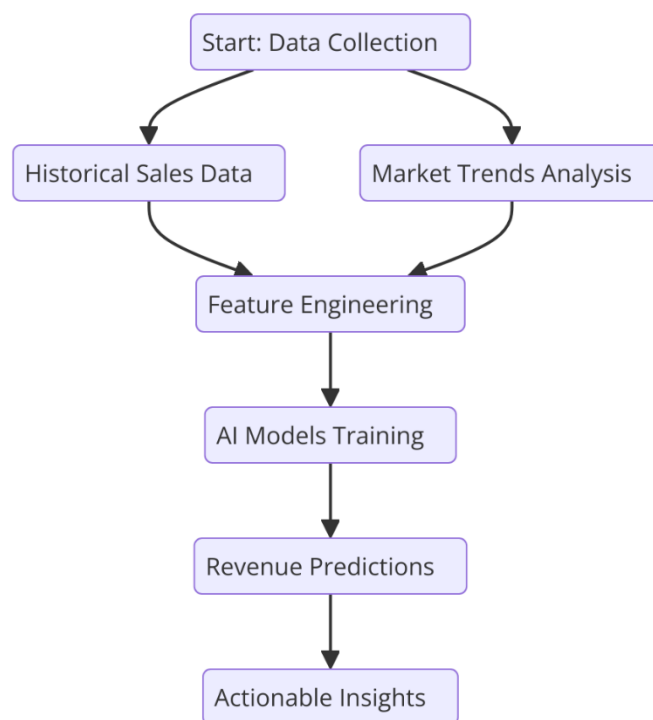 Start: Data Collection
Historical Sales Data
Market Trends Analysis
Feature Engineering
AI Models Training
Revenue Predictions
Actionable Insights